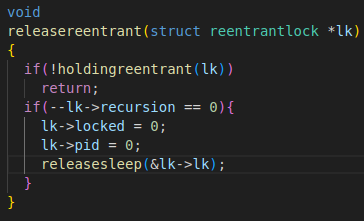 void
releasereentrant(struct reentrantlock *lk)
{
  if(!holdingreentrant(lk))
    return;
  if(--lk->recursion == 0){
    lk->locked = 0;
    lk->pid = 0;
    releasesleep(&lk->lk);
  }
}